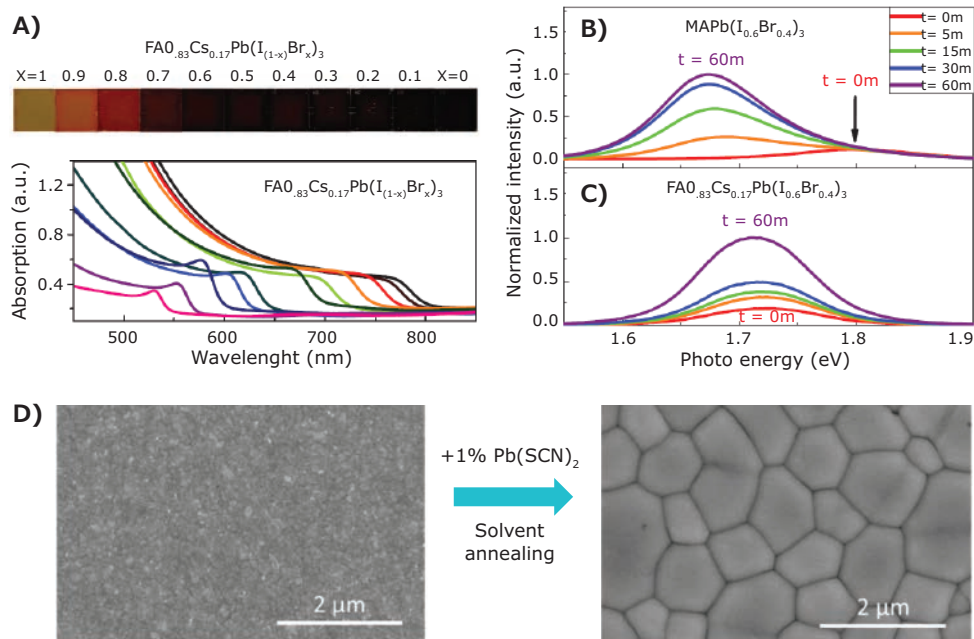 A)
FA0.83Cs0.17Pb(I(1-x)Brx)3
X=1 0.9 0.8 0.7 0.6 0.5 0.4 0.3 0.2 0.1 X=0
FA0.83Cs0.17Pb(I(1-x)Brx)3
Absorption (a.u.)
1.2
0.8
0.4
500 600 700 800
Wavelenght (nm)
B)
MAPb(I0.6Br0.4)3
t= 0m
t= 5m
t= 15m
t= 30m
t= 60m
t = 60m
t = 0m
1.0
0.5
0.0
Normalized intensity (a.u.)
C)
FA0.83Cs0.17Pb(I0.6Br0.4)3
t = 60m
t = 0m
1.0
0.5
0.0
1.6 1.7 1.8 1.9
Photo energy (eV)
D)
2 μm
+1% Pb(SCN)2
Solvent
annealing
2 μm